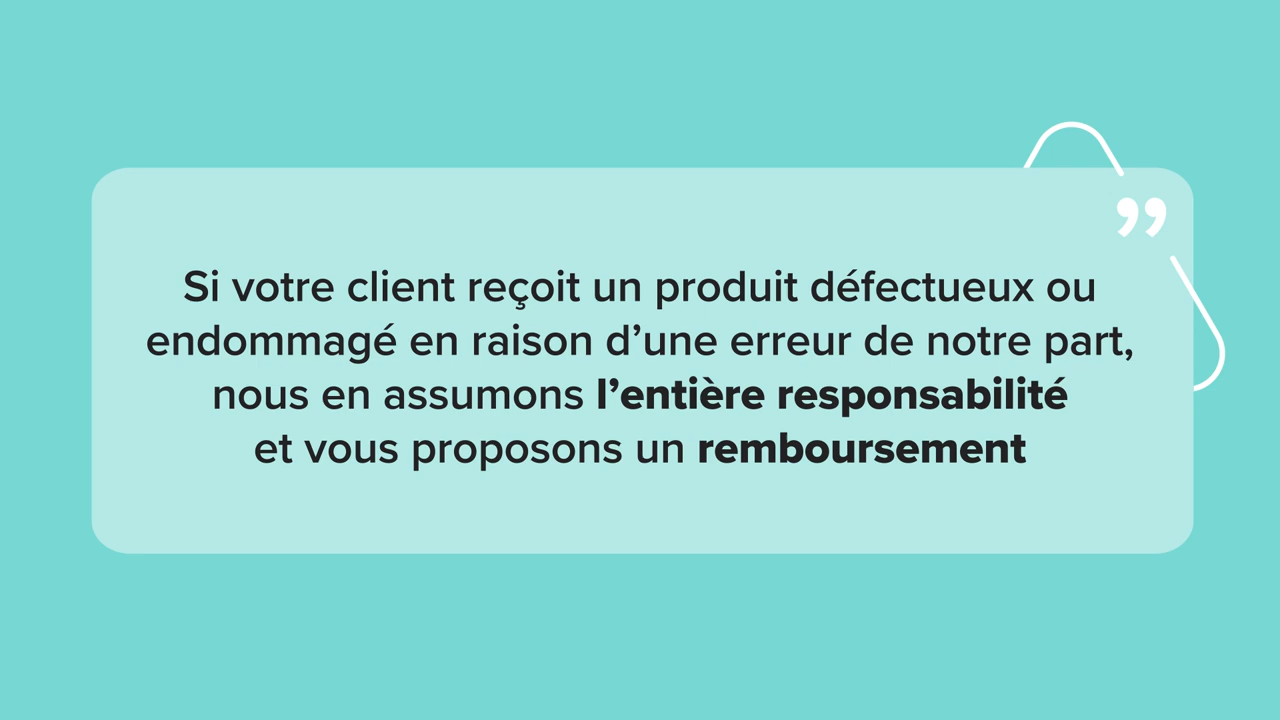 Si votre client reçoit un produit défectueux ou
endommagé en raison d’une erreur de notre part,
nous en assumons l’entière responsabilité
et vous proposons un remboursement